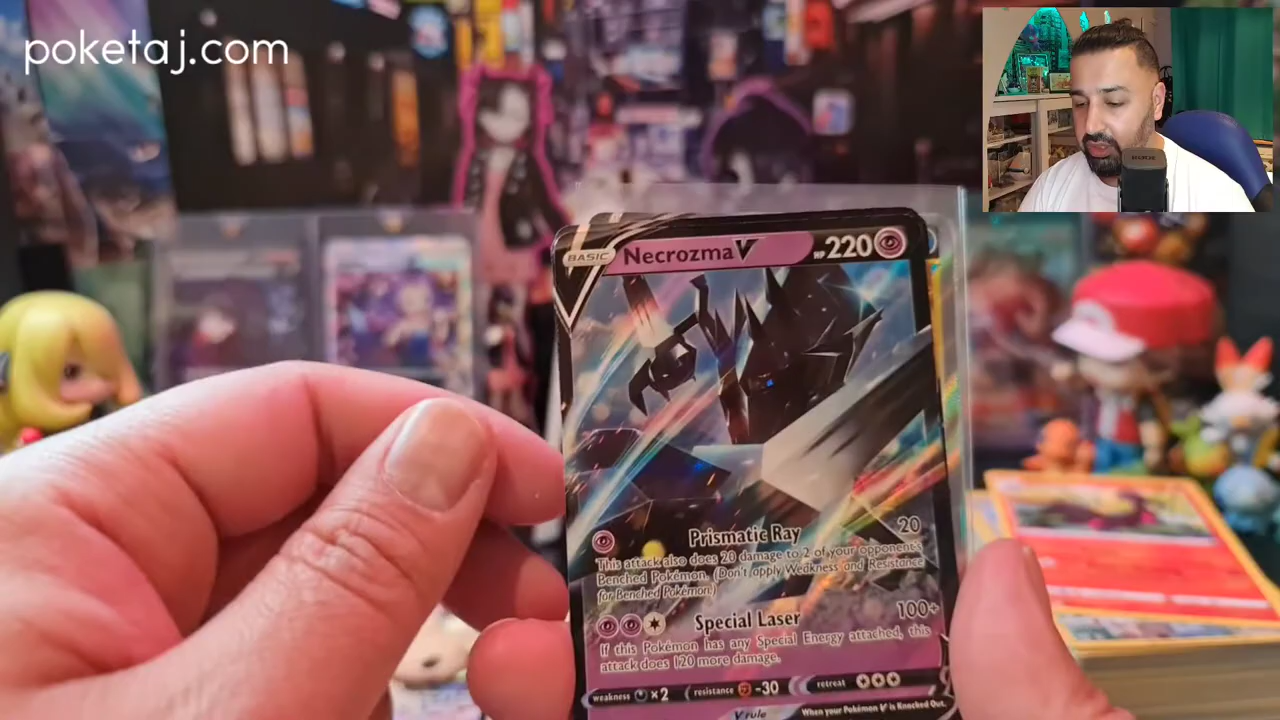 poketaj.com
BASIC Necrozma V HP 220
Prismatic Ray 20
This attack also does 20 damage to 2 of your opponent's
Benched Pokémon. (Don't apply Weakness and Resistance
for Benched Pokémon.)
Special Laser 100+
If this Pokémon has any Special Energy attached, this
attack does 120 more damage.
weakness ×2 resistance -30 retreat
V rule When your Pokémon V is Knocked Out,